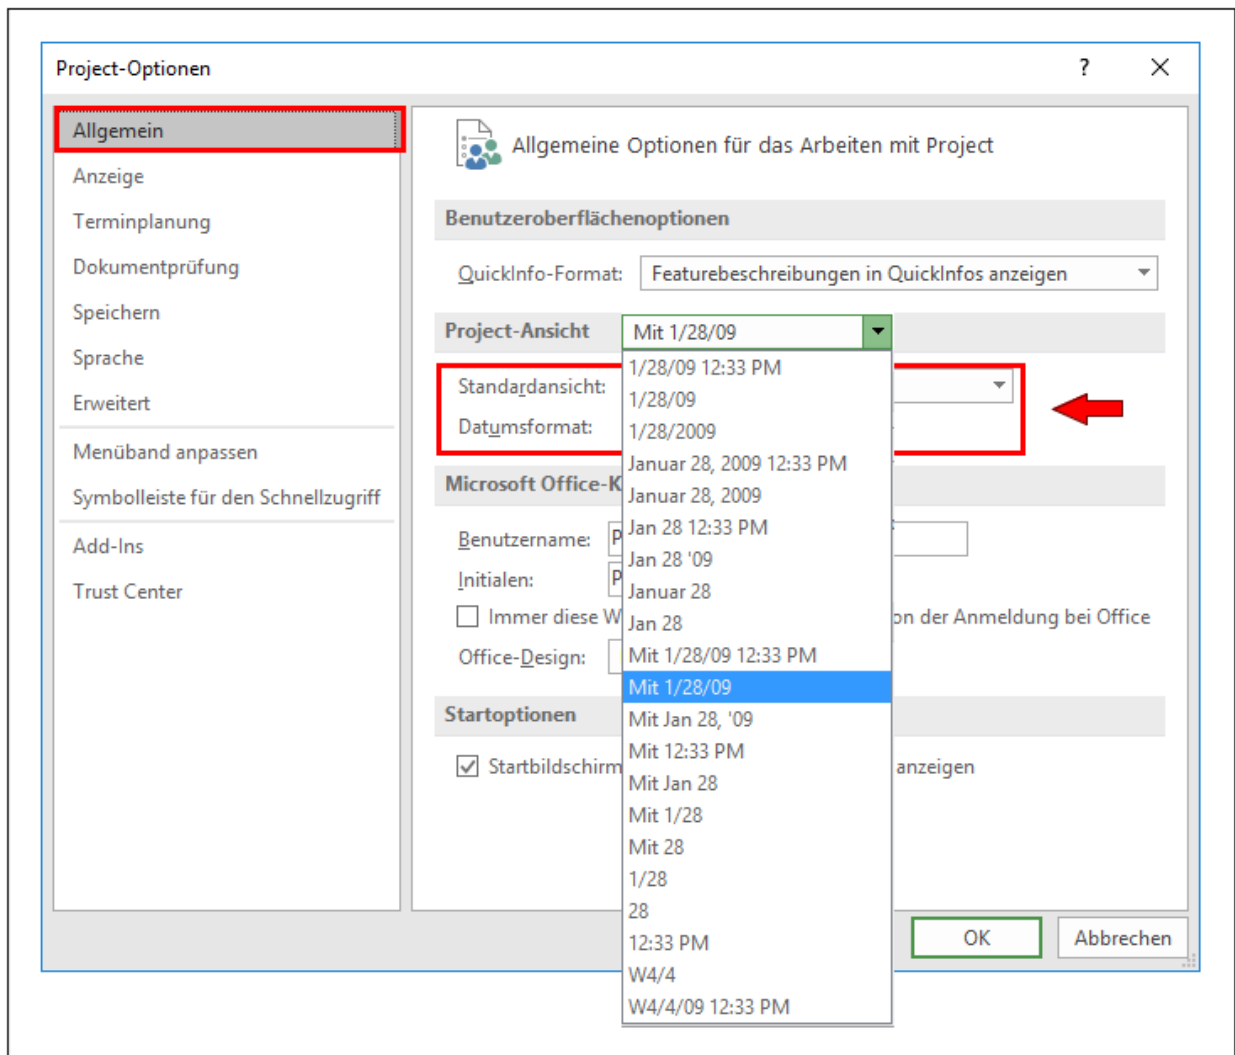 Project-Optionen ?
Allgemein
Anzeige
Terminplanung
Dokumentprüfung
Speichern
Sprache
Erweitert
Menüband anpassen
Symbolleiste für den Schnellzugriff
Add-Ins
Trust Center
Allgemeine Optionen für das Arbeiten mit Project
Benutzeroberflächenoptionen
QuickInfo-Format: Featurebeschreibungen in QuickInfos anzeigen
Project-Ansicht
Mit 1/28/09
Standardansicht:
Datumsformat:
1/28/09 12:33 PM
1/28/09
1/28/2009
Januar 28, 2009 12:33 PM
Januar 28, 2009
Jan 28 12:33 PM
Jan 28 '09
Januar 28
Jan 28
Mit 1/28/09 12:33 PM
Mit 1/28/09
Mit Jan 28, '09
Mit 12:33 PM
Mit Jan 28
Mit 1/28
Mit 28
1/28
28
12:33 PM
W4/4
W4/4/09 12:33 PM
Microsoft Office-K
Benutzername: P
Initialen: P
Immer diese W on der Anmeldung bei Office
Office-Design:
Startoptionen
Startbildschirm anzeigen
OK
Abbrechen